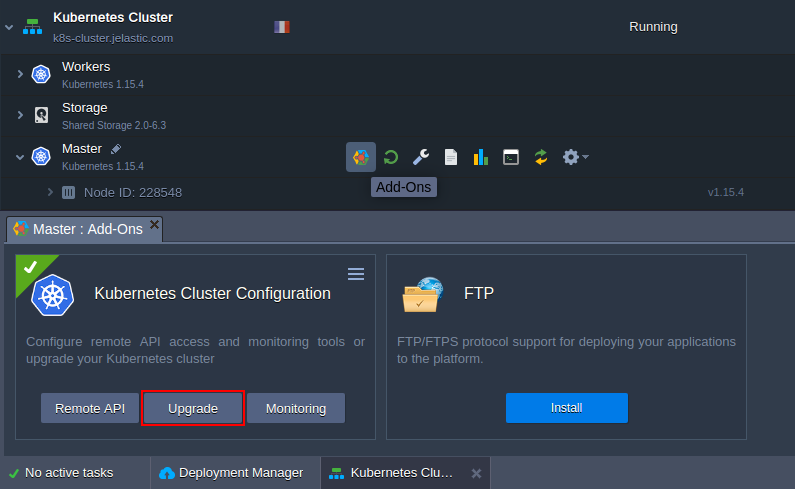 Kubernetes Cluster
k8s-cluster.jelastic.com
Running
Workers
Kubernetes 1.15.4
Storage
Shared Storage 2.0-6.3
Master
Kubernetes 1.15.4
Add-Ons
Node ID: 228548
v1.15.4
Master : Add-Ons
Kubernetes Cluster Configuration
Configure remote API access and monitoring tools or
upgrade your Kubernetes cluster
Remote API
Upgrade
Monitoring
FTP
FTP/FTPS protocol support for deploying your applications
to the platform.
Install
No active tasks
Deployment Manager
Kubernetes Clu...